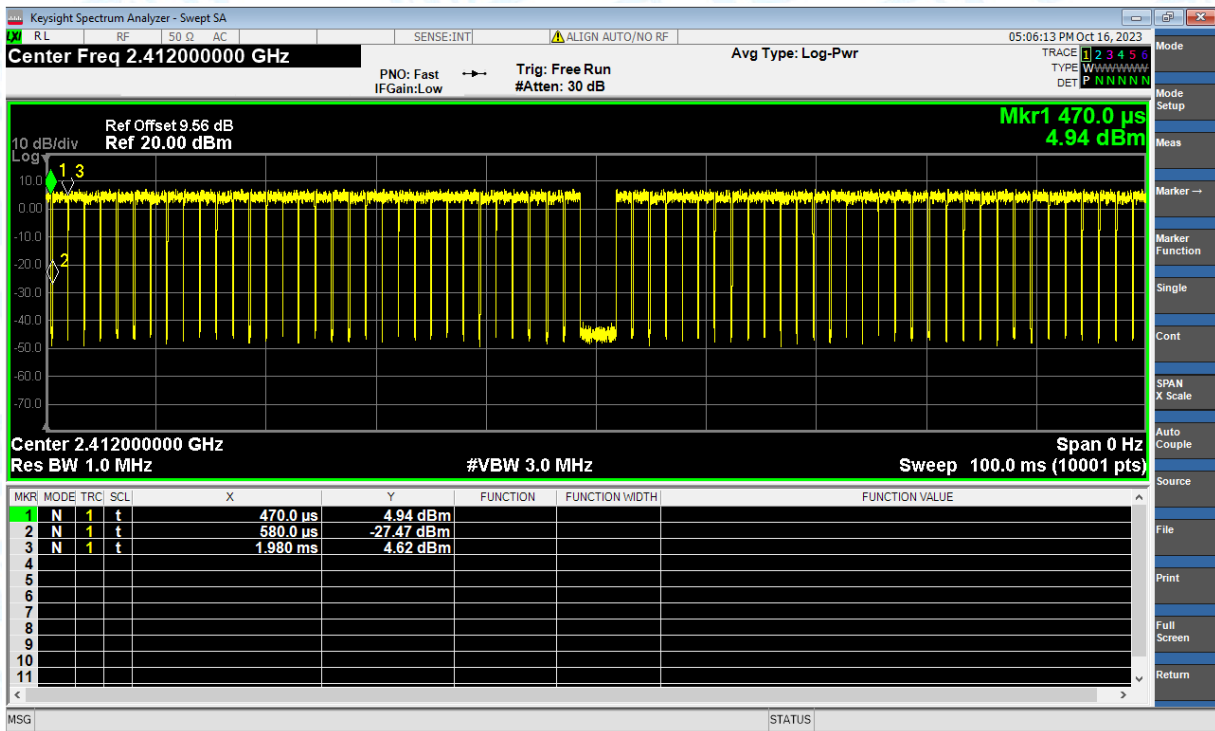 Keysight Spectrum Analyzer - Swept SA
LXI RL RF 50 Ω AC SENSE:INT ALIGN AUTO/NO RF 05:06:13 PM Oct 16, 2023
Center Freq 2.412000000 GHz
PNO: Fast
IFGain:Low
Trig: Free Run
#Atten: 30 dB
Avg Type: Log-Pwr
TRACE 1 2 3 4 5 6
TYPE WWWWWW
DET P N N N N N
Mkr1 470.0 µs
4.94 dBm
Ref Offset 9.56 dB
10 dB/div Ref 20.00 dBm
Log
1 3
10.0
0.00
-10.0
2
-20.0
-30.0
-40.0
-50.0
-60.0
-70.0
Center 2.412000000 GHz Span 0 Hz
Res BW 1.0 MHz #VBW 3.0 MHz Sweep 100.0 ms (10001 pts)
MKR MODE TRC SCL X Y FUNCTION FUNCTION WIDTH FUNCTION VALUE
1 N 1 t 470.0 µs 4.94 dBm
2 N 1 t 580.0 µs -27.47 dBm
3 N 1 t 1.980 ms 4.62 dBm
4
5
6
7
8
9
10
11
MSG STATUS
Mode
Mode
Setup
Meas
Marker→
Marker
Function
Single
Cont
SPAN
X Scale
Auto
Couple
Source
File
Print
Full
Screen
Return